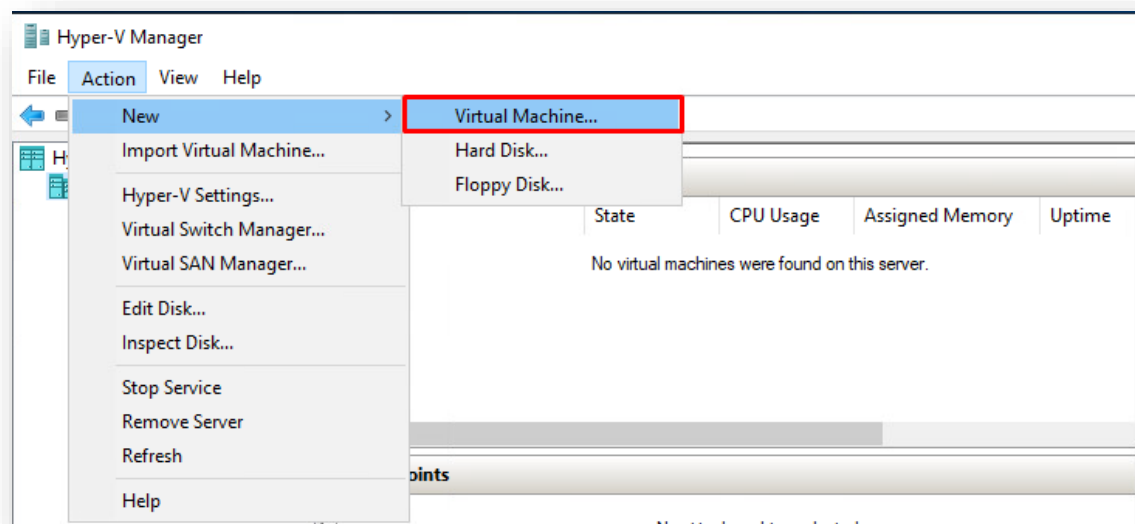 Hyper-V Manager
File Action View Help
New > Virtual Machine...
Import Virtual Machine... Hard Disk...
Floppy Disk...
Hyper-V Settings...
State CPU Usage Assigned Memory Uptime
Virtual Switch Manager...
Virtual SAN Manager...
No virtual machines were found on this server.
Edit Disk...
Inspect Disk...
Stop Service
Remove Server
Refresh
oints
Help